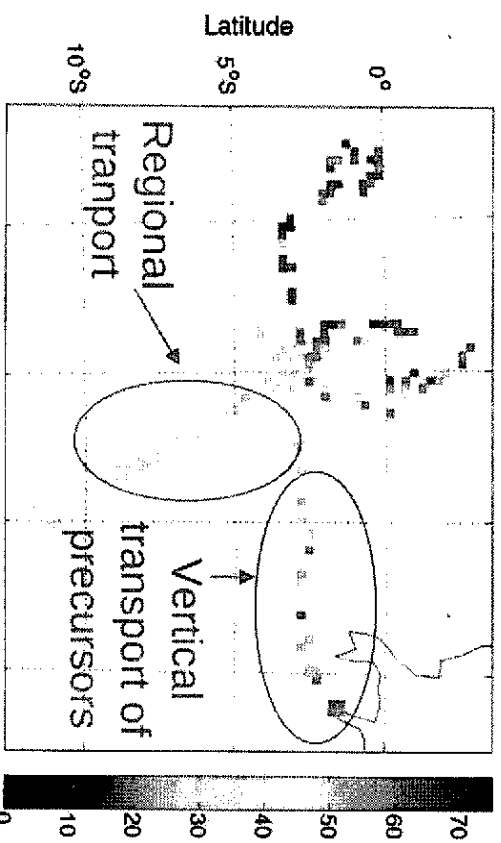 Latitude
10°S
5°S
0°
Regional
tranport
Vertical
transport of
precursors
0
10
20
30
40
50
60
70